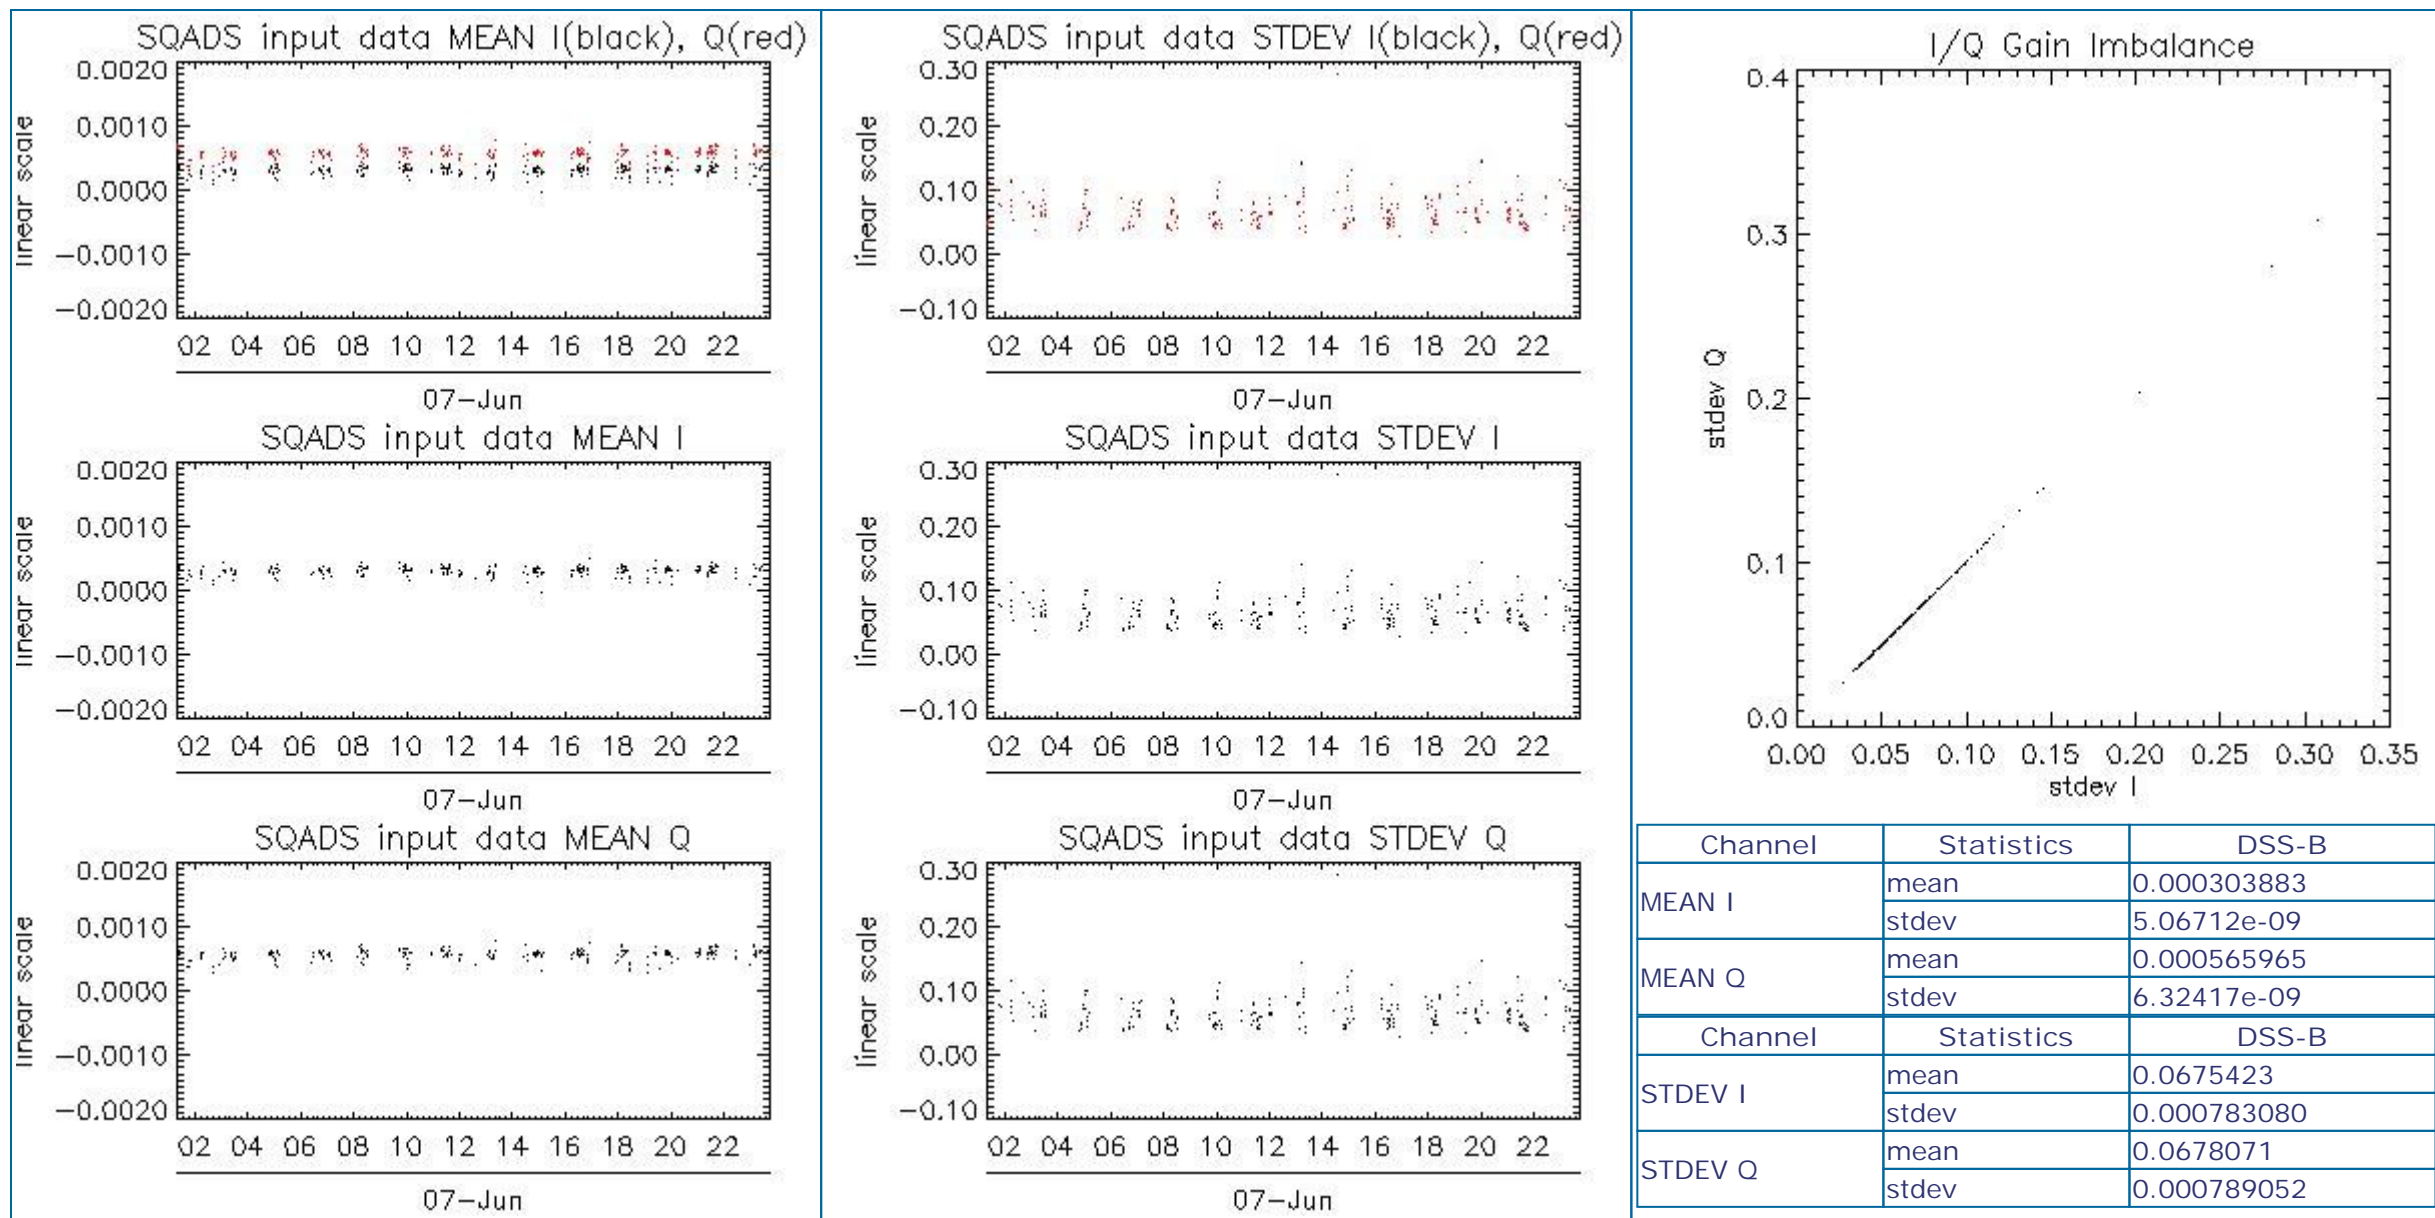 SQADS input data MEAN I(black), Q(red)
0.0020
0.0010
0.0000
−0.0010
−0.0020
linear scale
02 04 06 08 10 12 14 16 18 20 22
07−Jun
SQADS input data MEAN I
0.0020
0.0010
0.0000
−0.0010
−0.0020
linear scale
02 04 06 08 10 12 14 16 18 20 22
07−Jun
SQADS input data MEAN Q
0.0020
0.0010
0.0000
−0.0010
−0.0020
linear scale
02 04 06 08 10 12 14 16 18 20 22
07−Jun
SQADS input data STDEV I(black), Q(red)
0.30
0.20
0.10
0.00
−0.10
linear scale
02 04 06 08 10 12 14 16 18 20 22
07−Jun
SQADS input data STDEV I
0.30
0.20
0.10
0.00
−0.10
linear scale
02 04 06 08 10 12 14 16 18 20 22
07−Jun
SQADS input data STDEV Q
0.30
0.20
0.10
0.00
−0.10
linear scale
02 04 06 08 10 12 14 16 18 20 22
07−Jun
I/Q Gain Imbalance
0.4
0.3
0.2
0.1
0.0
stdev Q
0.00 0.05 0.10 0.15 0.20 0.25 0.30 0.35
stdev I
Channel Statistics DSS-B
MEAN I mean 0.000303883
stdev 5.06712e-09
MEAN Q mean 0.000565965
stdev 6.32417e-09
Channel Statistics DSS-B
STDEV I mean 0.0675423
stdev 0.000783080
STDEV Q mean 0.0678071
stdev 0.000789052